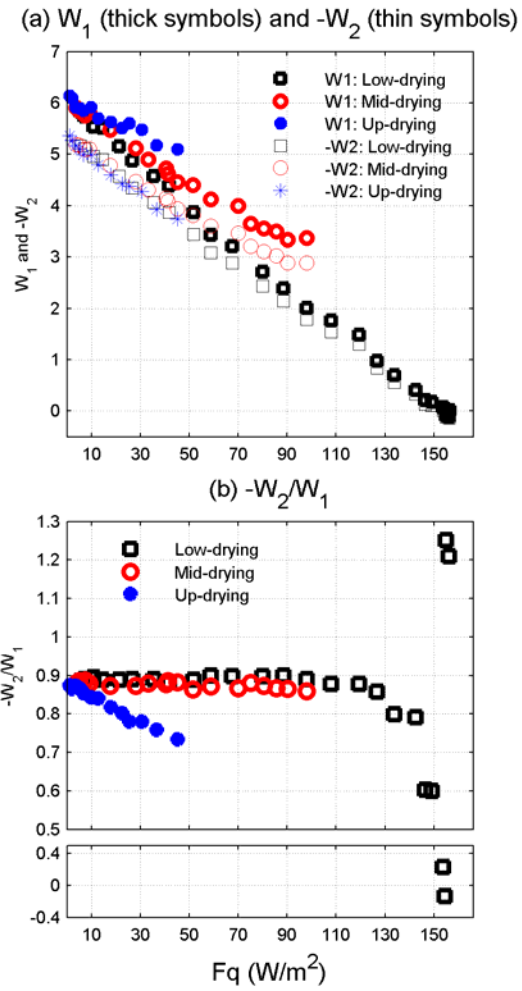 (a) W₁ (thick symbols) and -W₂ (thin symbols)
7
6
5
4
3
2
1
0
W₁ and -W₂
W1: Low-drying
W1: Mid-drying
W1: Up-drying
-W2: Low-drying
-W2: Mid-drying
-W2: Up-drying
10 30 50 70 90 110 130 150
(b) -W₂/W₁
1.3
1.2
1.1
1
0.9
0.8
0.7
0.6
0.5
-W₂/W₁
Low-drying
Mid-drying
Up-drying
0.4
0
-0.4
10 30 50 70 90 110 130 150
Fq (W/m²)